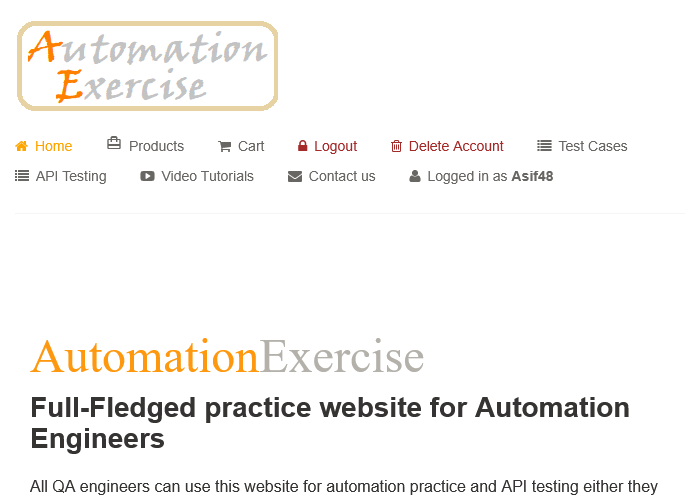 Automation
Exercise
Home Products Cart Logout Delete Account Test Cases
API Testing Video Tutorials Contact us Logged in as Asif48
AutomationExercise
Full-Fledged practice website for Automation
Engineers
All QA engineers can use this website for automation practice and API testing either they